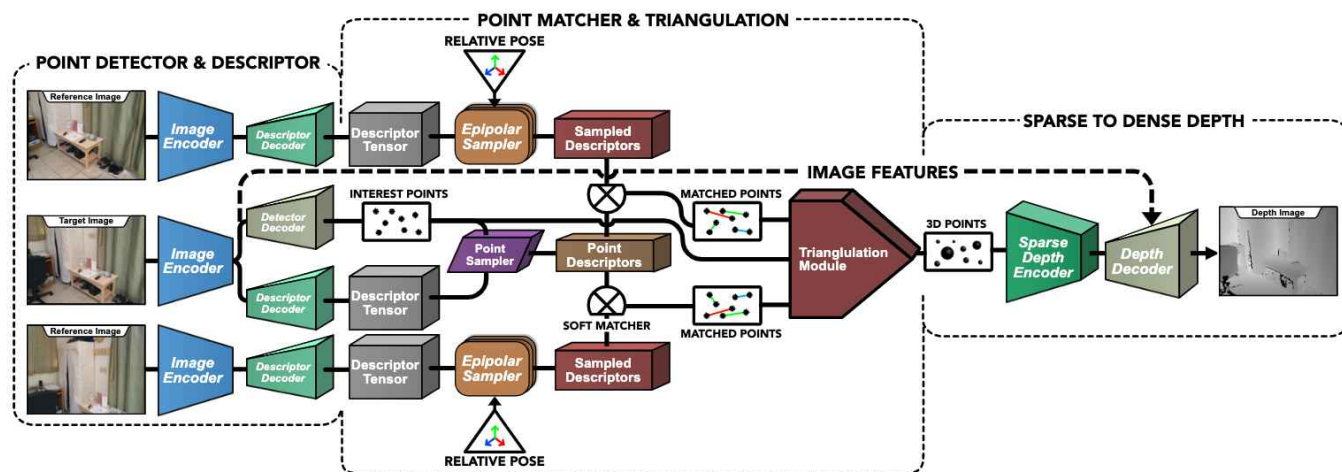 POINT MATCHER & TRIANGULATION
RELATIVE POSE
POINT DETECTOR & DESCRIPTOR
SPARSE TO DENSE DEPTH
Reference Image
Image
Encoder
Descriptor
Decoder
Descriptor
Tensor
Epipolar
Sampler
Sampled
Descriptors
IMAGE FEATURES
INTEREST POINTS
MATCHED POINTS
Target Image
Image
Encoder
Detector
Decoder
Point
Sampler
Point
Descriptors
Trianglulation
Module
3D POINTS
Sparse
Depth
Encoder
Depth
Decoder
Depth Image
Descriptor
Decoder
Descriptor
Tensor
SOFT MATCHER
MATCHED POINTS
Reference Image
Image
Encoder
Descriptor
Decoder
Descriptor
Tensor
Epipolar
Sampler
Sampled
Descriptors
RELATIVE POSE